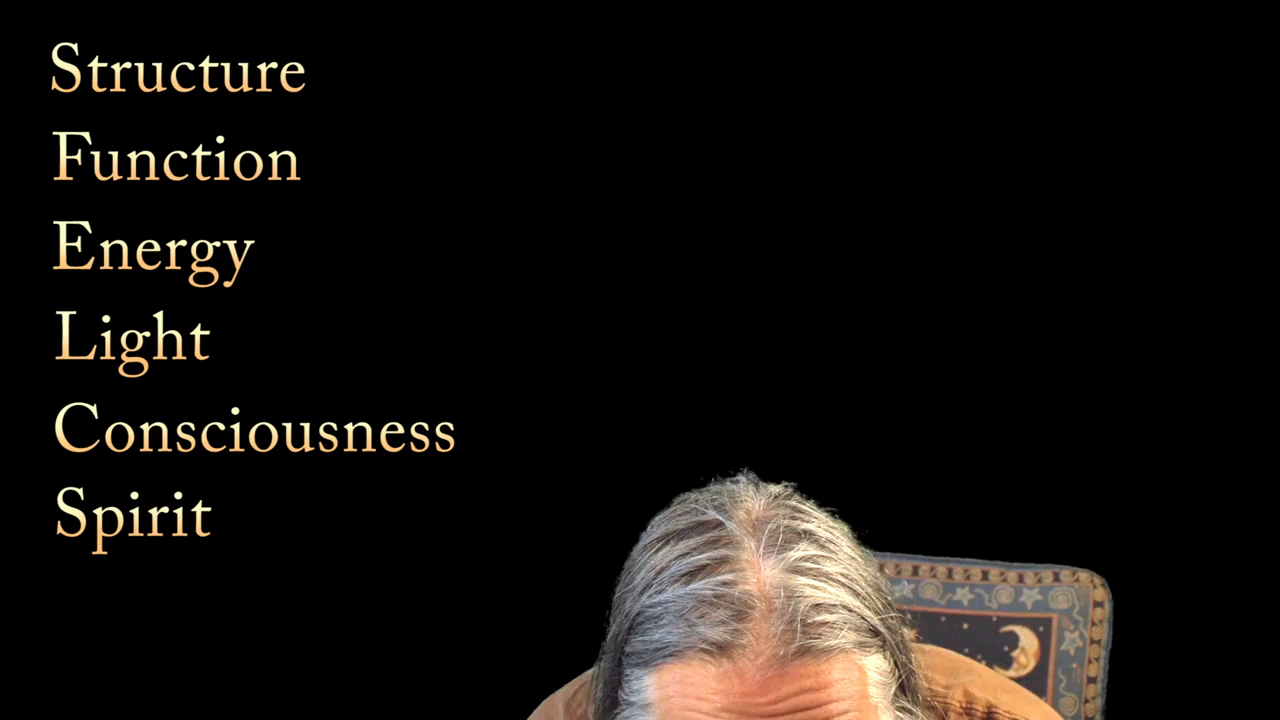 Structure
Function
Energy
Light
Consciousness
Spirit